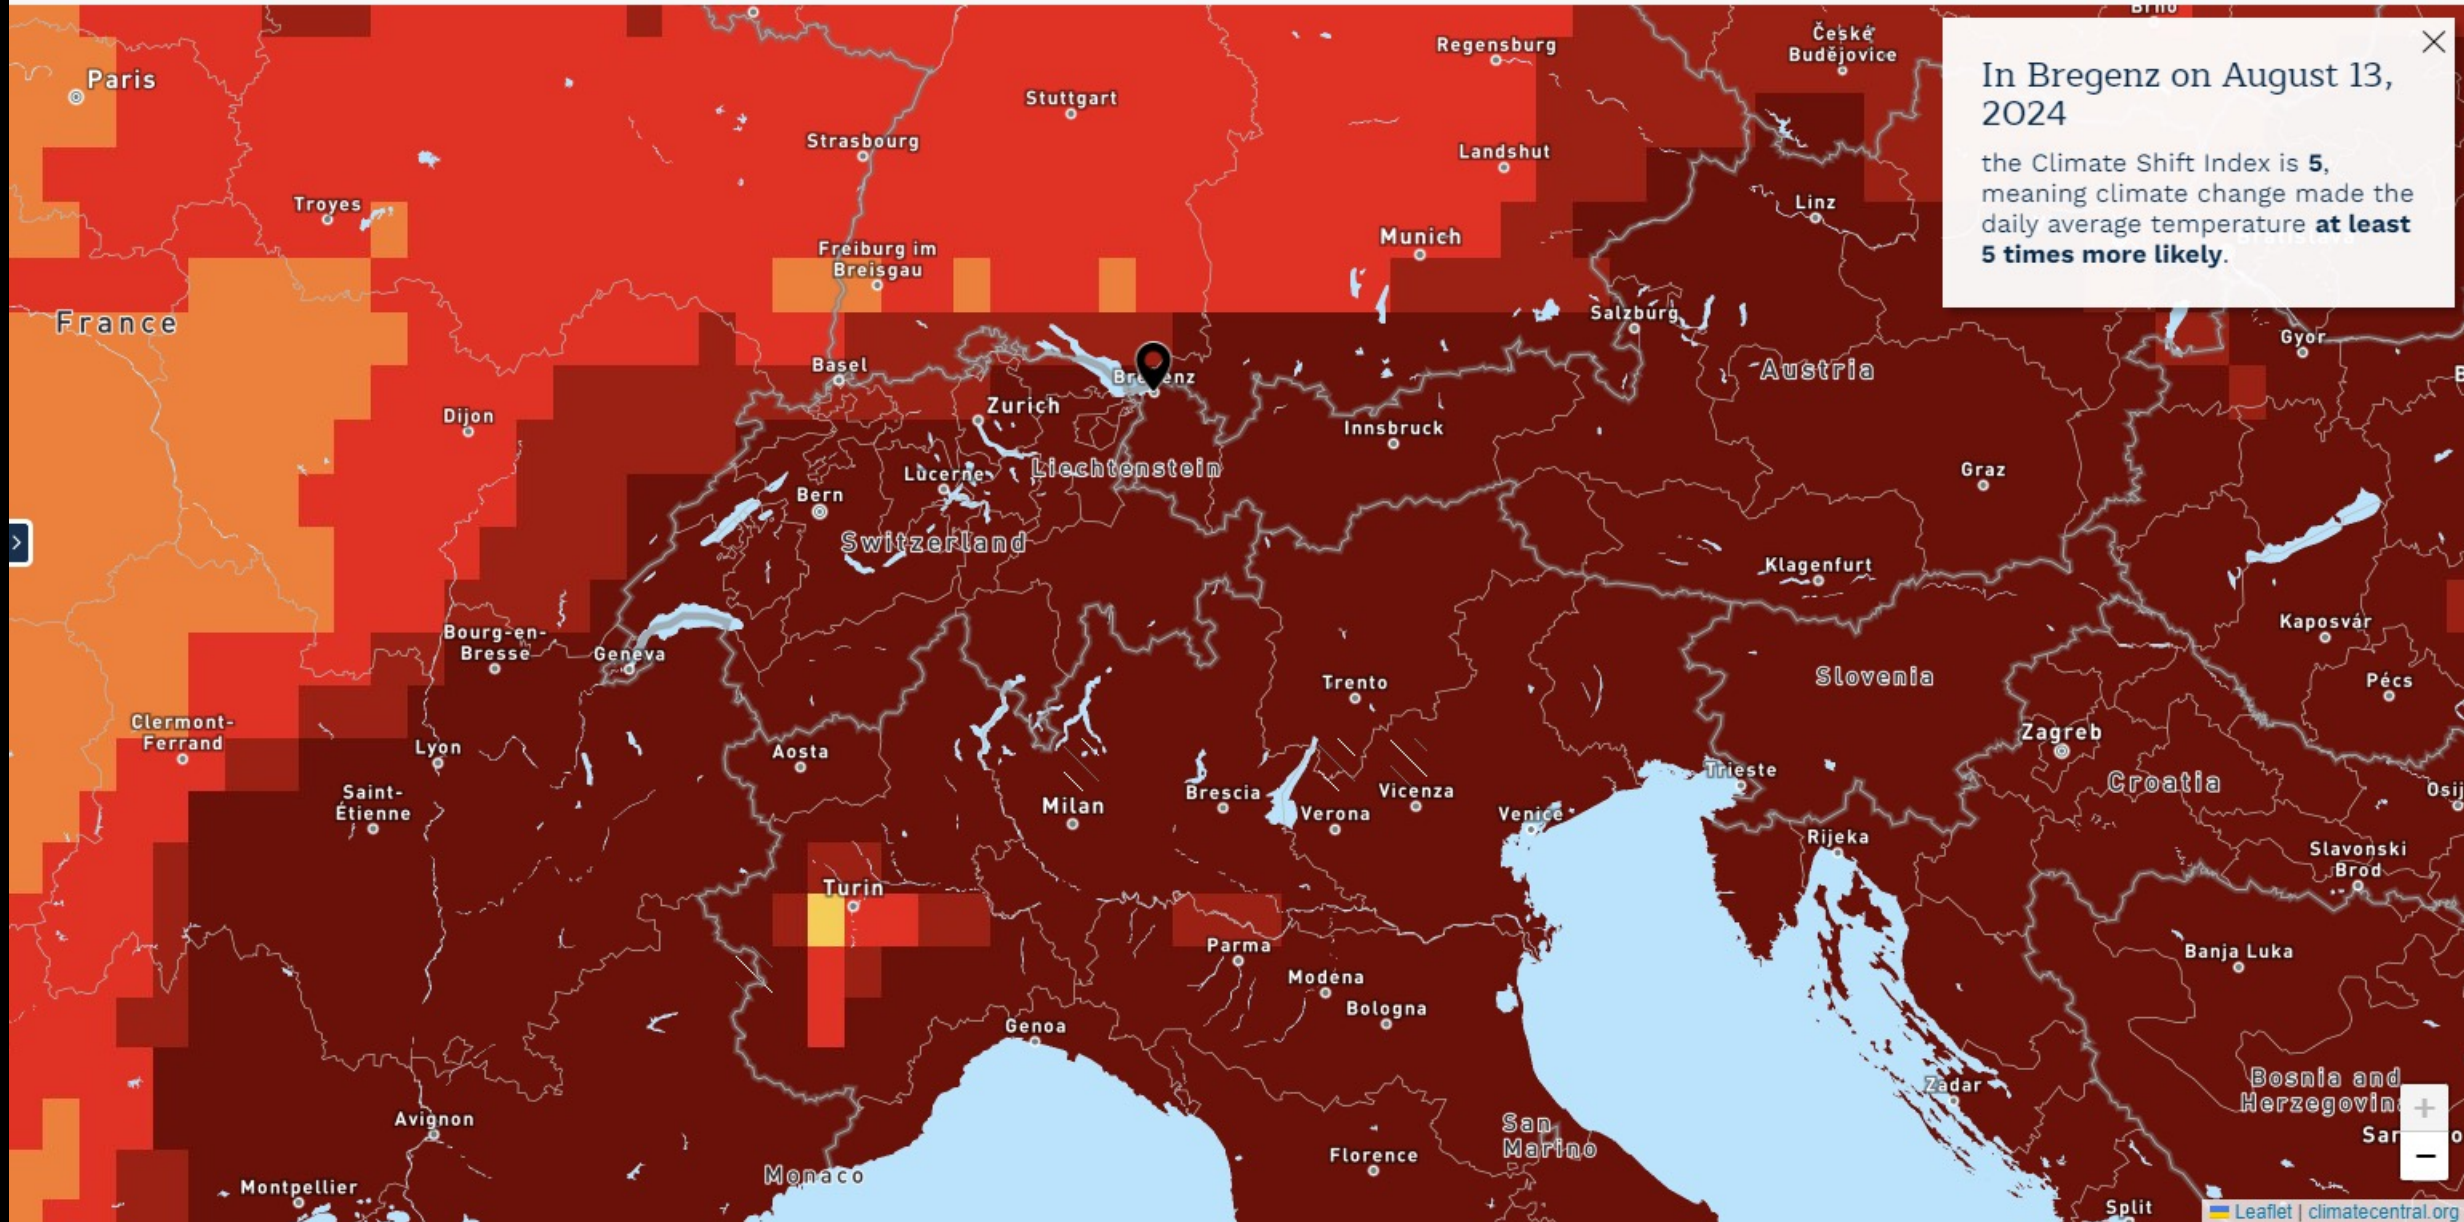 Brno
In Bregenz on August 13,
2024
the Climate Shift Index is 5,
meaning climate change made the
daily average temperature at least
5 times more likely.
České
Budějovice
Regensburg
Paris
Stuttgart
Strasbourg
Landshut
Linz
Troyes
Munich
Freiburg im
Breisgau
Salzburg
France
Gyor
Basel
Austria
Bregenz
Zurich
Dijon
Innsbruck
Liechtenstein
Graz
Lucerne
Bern
Switzerland
Klagenfurt
Kaposvár
Bourg-en-
Bresse
Geneva
Slovenia
Trento
Pécs
Clermont-
Ferrand
Zagreb
Lyon
Aosta
Trieste
Croatia
Saint-
Étienne
Milan
Brescia
Vicenza
Verona
Venice
Osij
Rijeka
Slavonski
Brod
Turin
Parma
Banja Luka
Modena
Bologna
Genoa
Bosnia and
Herzegovin
Zadar
Avignon
San
Marino
Florence
Sar
Monaco
Montpellier
Split
+
−
Leaflet | climatecentral.org